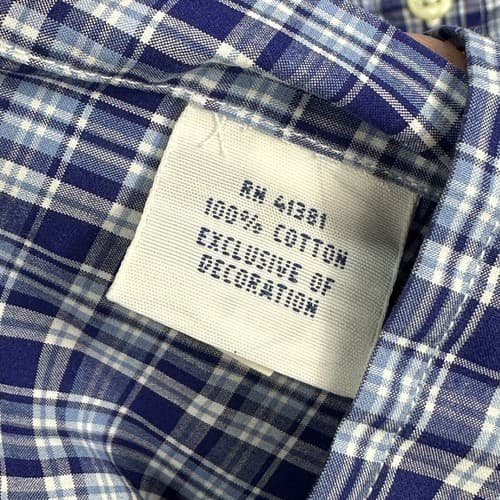 RN 41381
100% COTTON
EXCLUSIVE OF
DECORATION